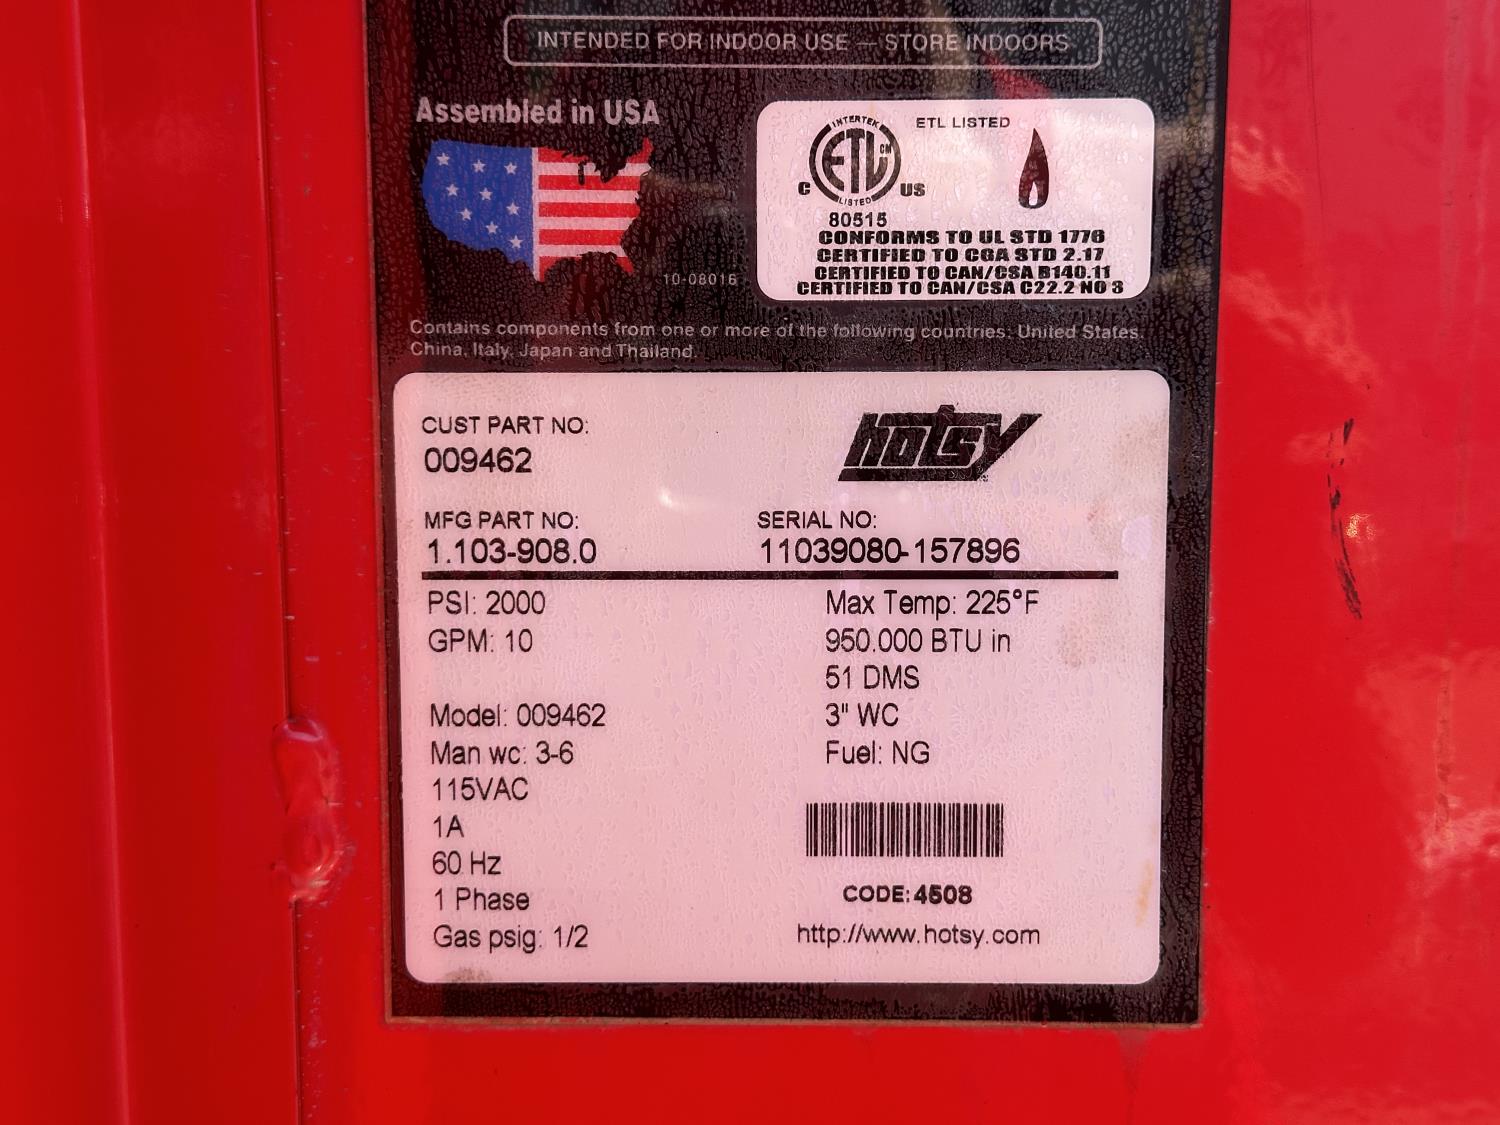 INTENDED FOR INDOOR USE — STORE INDOORS
Assembled in USA
10-08016
INTERTEK
ETL CM
LISTED
C US
ETL LISTED
80515
CONFORMS TO UL STD 1776
CERTIFIED TO CGA STD 2.17
CERTIFIED TO CAN/CSA B140.11
CERTIFIED TO CAN/CSA C22.2 NO 3
Contains components from one or more of the following countries: United States,
China, Italy, Japan and Thailand.
CUST PART NO:
009462
hotsy
MFG PART NO:
1.103-908.0
SERIAL NO:
11039080-157896
PSI: 2000
GPM: 10
Model: 009462
Man wc: 3-6
115VAC
1A
60 Hz
1 Phase
Gas psig: 1/2
Max Temp: 225°F
950.000 BTU in
51 DMS
3" WC
Fuel: NG
CODE: 4508
http://www.hotsy.com